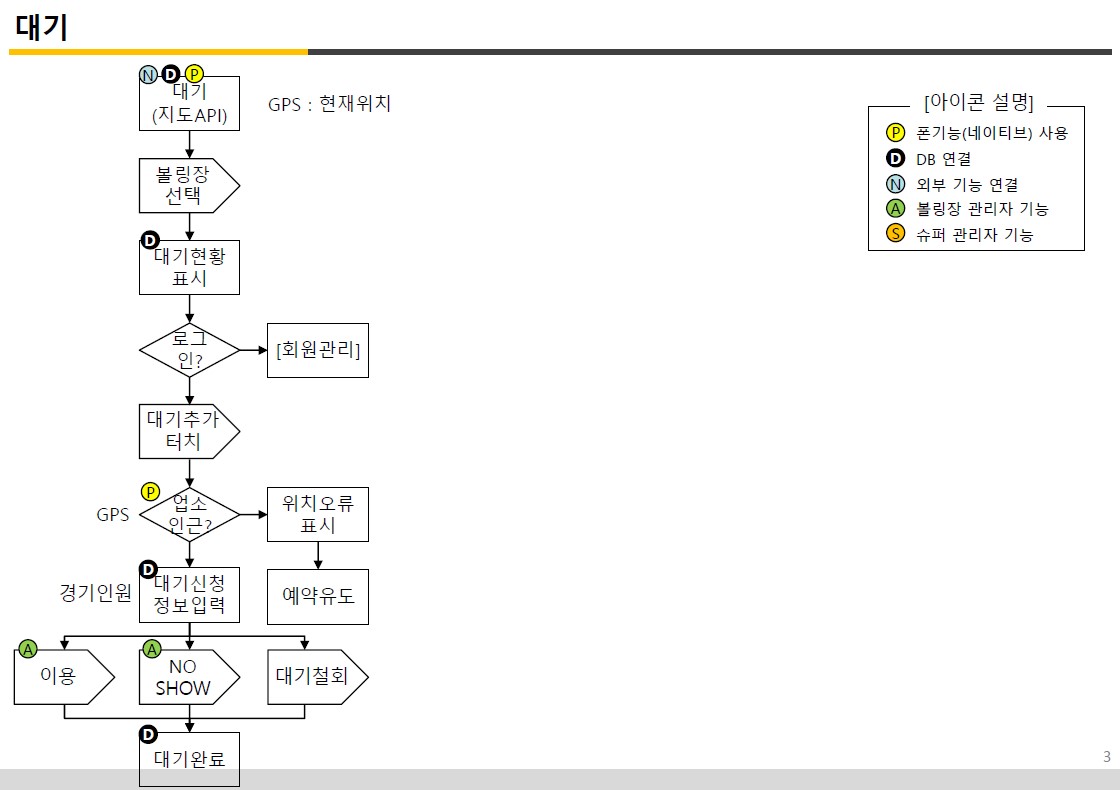 대기
N D P
대기
(지도API)
GPS : 현재위치
[아이콘 설명]
P 폰기능(네이티브) 사용
D DB 연결
N 외부 기능 연결
A 볼링장 관리자 기능
S 슈퍼 관리자 기능
볼링장
선택
D
대기현황
표시
로그
인?
[회원관리]
대기추가
터치
P
GPS
업소
인근?
위치오류
표시
D
경기인원
대기신청
정보입력
예약유도
A
이용
A
NO
SHOW
대기철회
D
대기완료
3